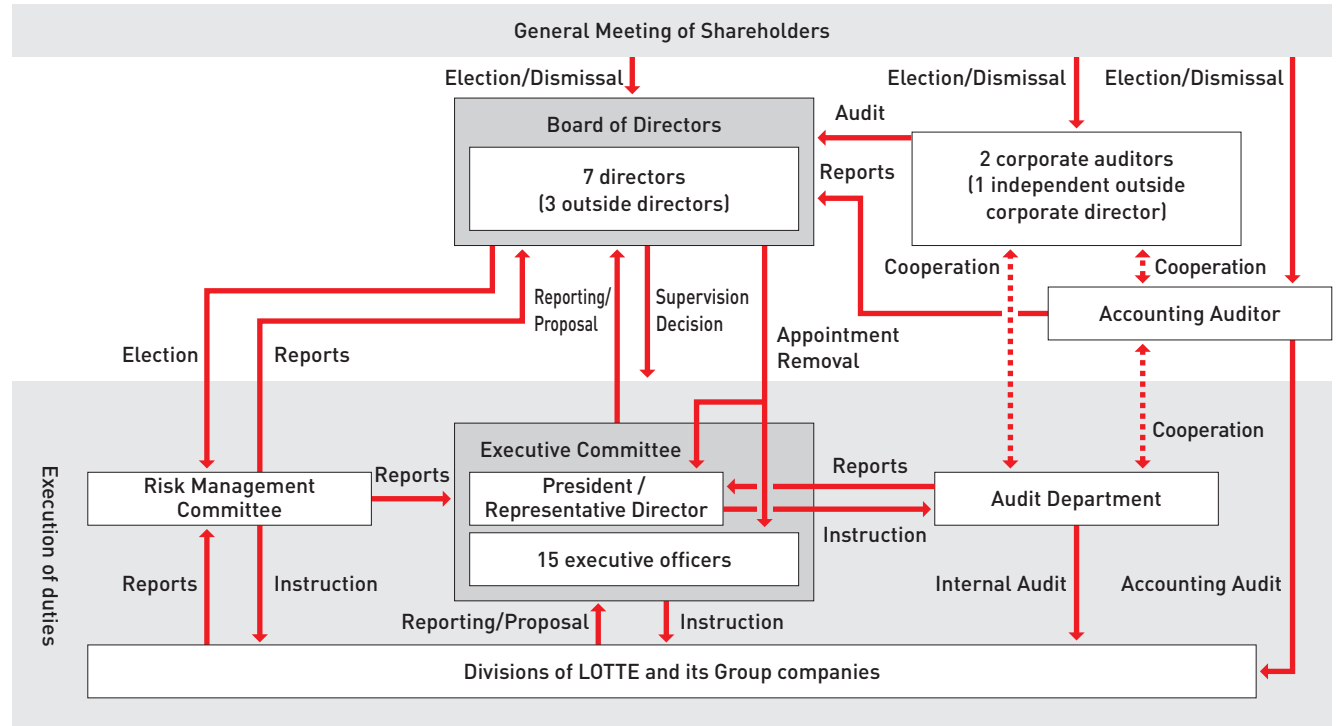 General Meeting of Shareholders
Election/Dismissal
Election/Dismissal
Election/Dismissal
Board of Directors
7 directors
(3 outside directors)
Audit
Reports
2 corporate auditors
(1 independent outside
corporate director)
Cooperation
Cooperation
Accounting Auditor
Election
Reports
Reporting/
Proposal
Supervision
Decision
Appointment
Removal
Cooperation
Execution of duties
Risk Management
Committee
Reports
Executive Committee
President /
Representative Director
15 executive officers
Reports
Instruction
Audit Department
Reports
Instruction
Reporting/Proposal
Instruction
Internal Audit
Accounting Audit
Divisions of LOTTE and its Group companies